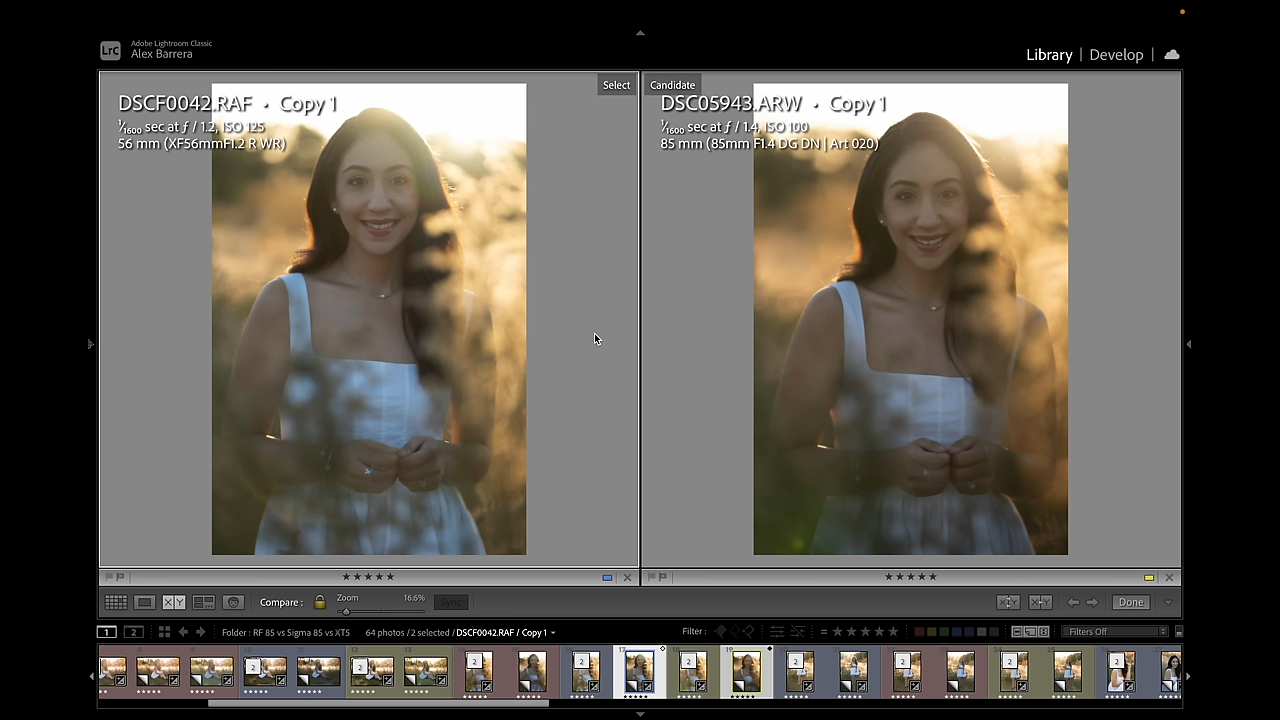 LrC
Adobe Lightroom Classic
Alex Barrera
Library | Develop |
Select
Candidate
DSCF0042.RAF • Copy 1
1/1600 sec at ƒ / 1.2, ISO 125
56 mm (XF56mmF1.2 R WR)
DSC05943.ARW • Copy 1
1/1600 sec at ƒ / 1.4, ISO 100
85 mm (85mm F1.4 DG DN | Art 020)
X Y
Compare :
Zoom
16.6%
Sync
Done
1
2
Folder : RF 85 vs Sigma 85 vs XT5
64 photos / 2 selected / DSCF0042.RAF / Copy 1
Filter :
Filters Off